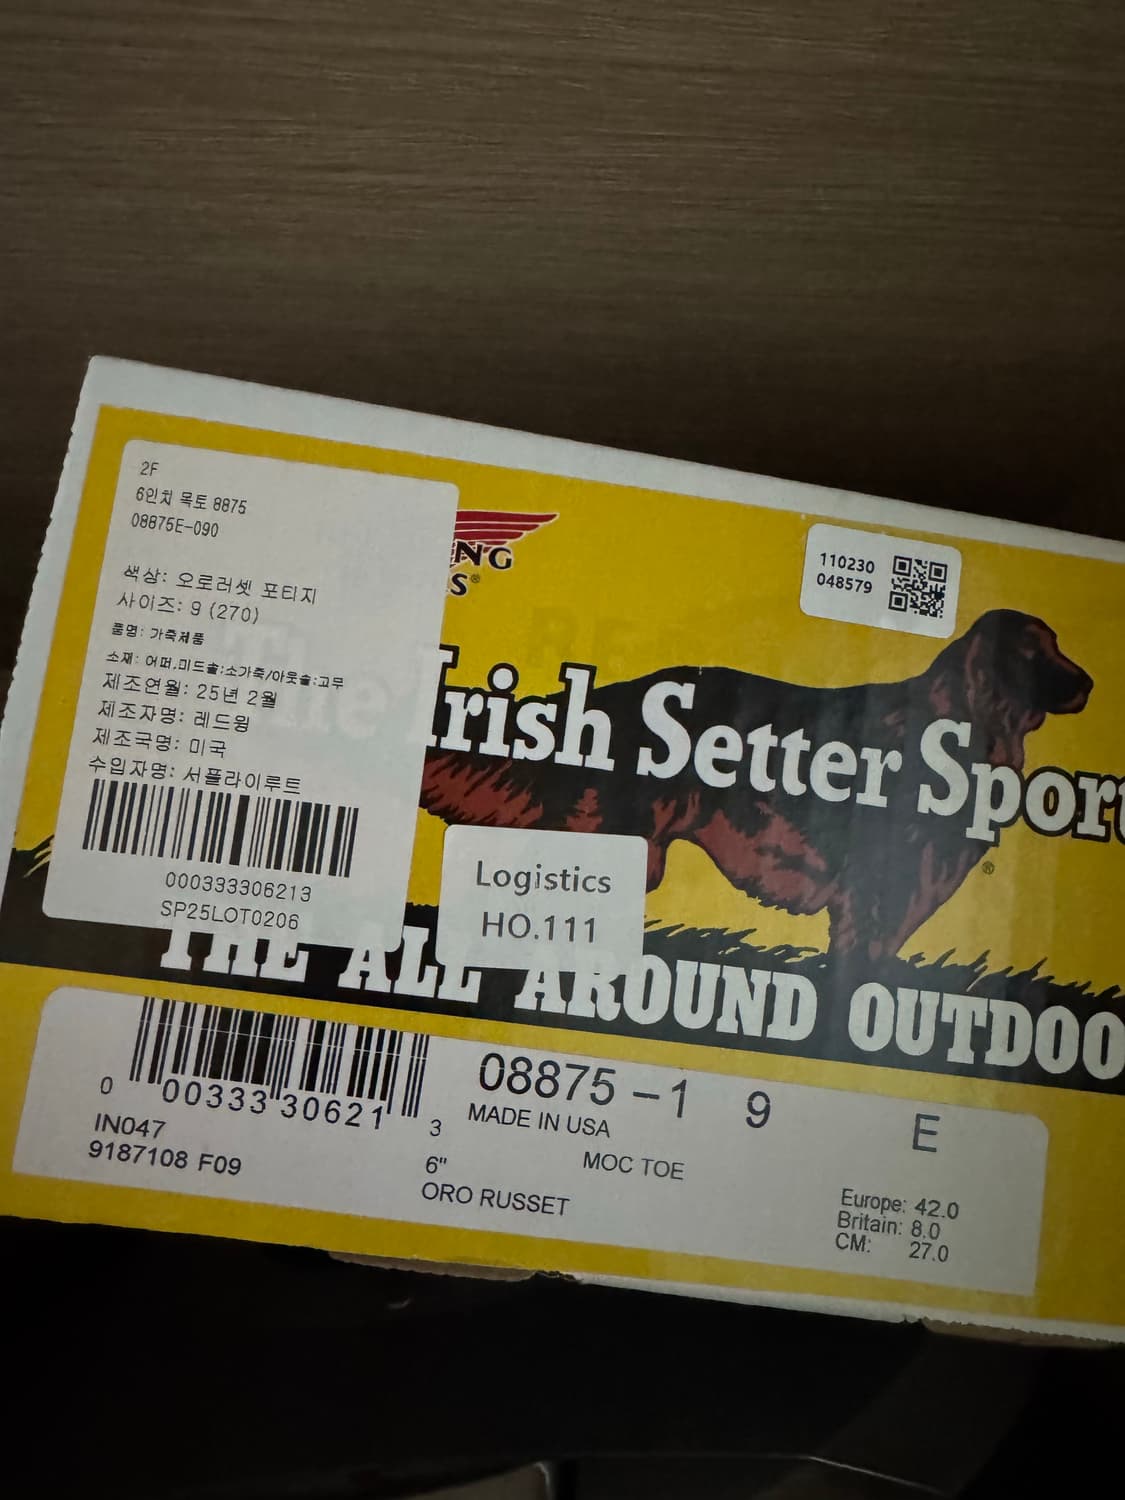 2F
6인치 목토 8875
08875E-090
색상: 오로러셋 포티지
사이즈: 9 (270)
품명: 가죽제품
소재: 어퍼,미드솔:소가죽/아웃솔:고무
제조연월: 25년 2월
제조자명: 레드윙
제조국명: 미국
수입자명: 서플라이루트
000333306213
SP25LOT0206
NG
S®
110230
048579
The Irish Setter Sport
®
Logistics
HO.111
THE ALL AROUND OUTDOO
0 00333 30621 3
IN047
9187108 F09
08875-1 9 E
MADE IN USA
6" MOC TOE
ORO RUSSET
Europe: 42.0
Britain: 8.0
CM: 27.0